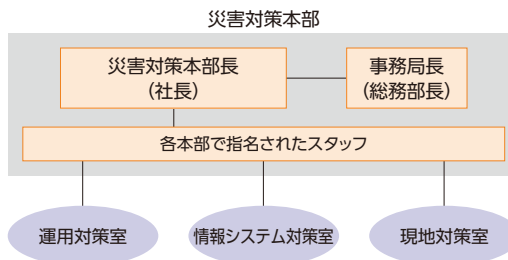 災害対策本部
災害対策本部長
（社長）
事務局長
（総務部長）
各本部で指名されたスタッフ
運用対策室
情報システム対策室
現地対策室